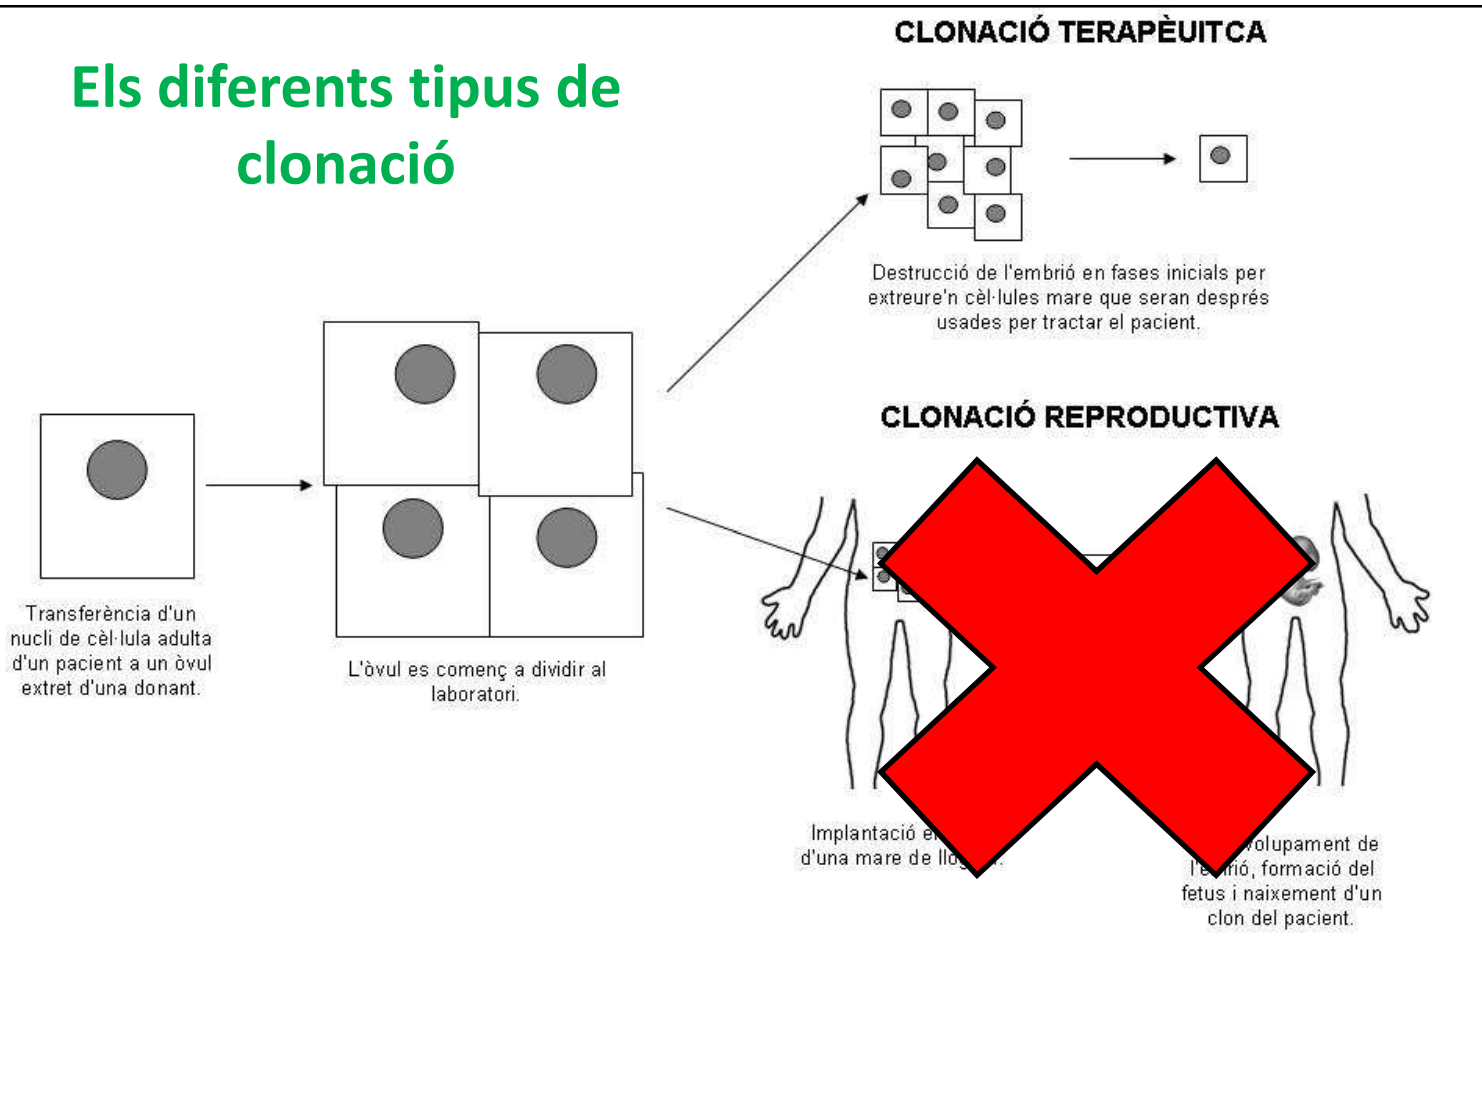 Els diferents tipus de
clonació
CLONACIÓ TERAPÈUITCA
Destrucció de l'embrió en fases inicials per
extreure'n cèl·lules mare que seran després
usades per tractar el pacient.
Transferència d'un
nucli de cèl·lula adulta
d'un pacient a un òvul
extret d'una donant.
L'òvul es començ a dividir al
laboratori.
CLONACIÓ REPRODUCTIVA
Implantació
d'una mare de
de
formació del
fetus i naixement d'un
clon del pacient.